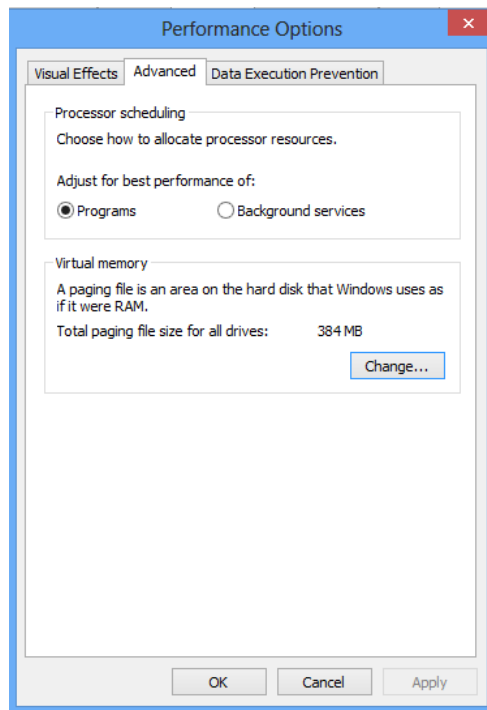 Performance Options
Visual Effects Advanced Data Execution Prevention
Processor scheduling
Choose how to allocate processor resources.
Adjust for best performance of:
Programs Background services
Virtual memory
A paging file is an area on the hard disk that Windows uses as
if it were RAM.
Total paging file size for all drives: 384 MB
Change...
OK Cancel Apply